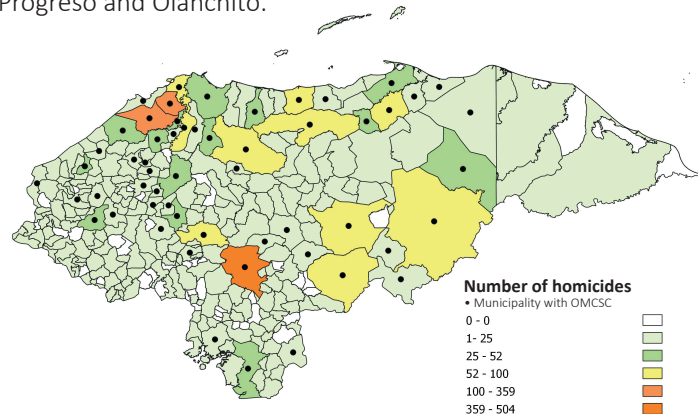 Progreso and Olanchito.
Number of homicides
• Municipality with OMCSC
0 - 0
1- 25
25 - 52
52 - 100
100 - 359
359 - 504